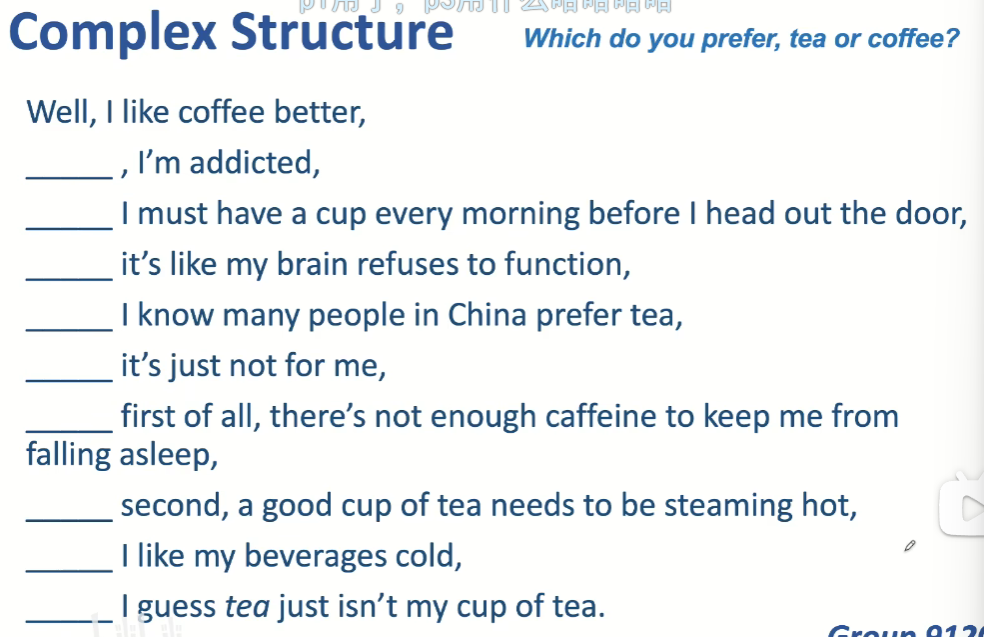 Complex Structure
Which do you prefer, tea or coffee?
Well, I like coffee better,
______ , I’m addicted,
______ I must have a cup every morning before I head out the door,
______ it’s like my brain refuses to function,
______ I know many people in China prefer tea,
______ it’s just not for me,
______ first of all, there’s not enough caffeine to keep me from
falling asleep,
______ second, a good cup of tea needs to be steaming hot,
______ I like my beverages cold,
______ I guess tea just isn’t my cup of tea.